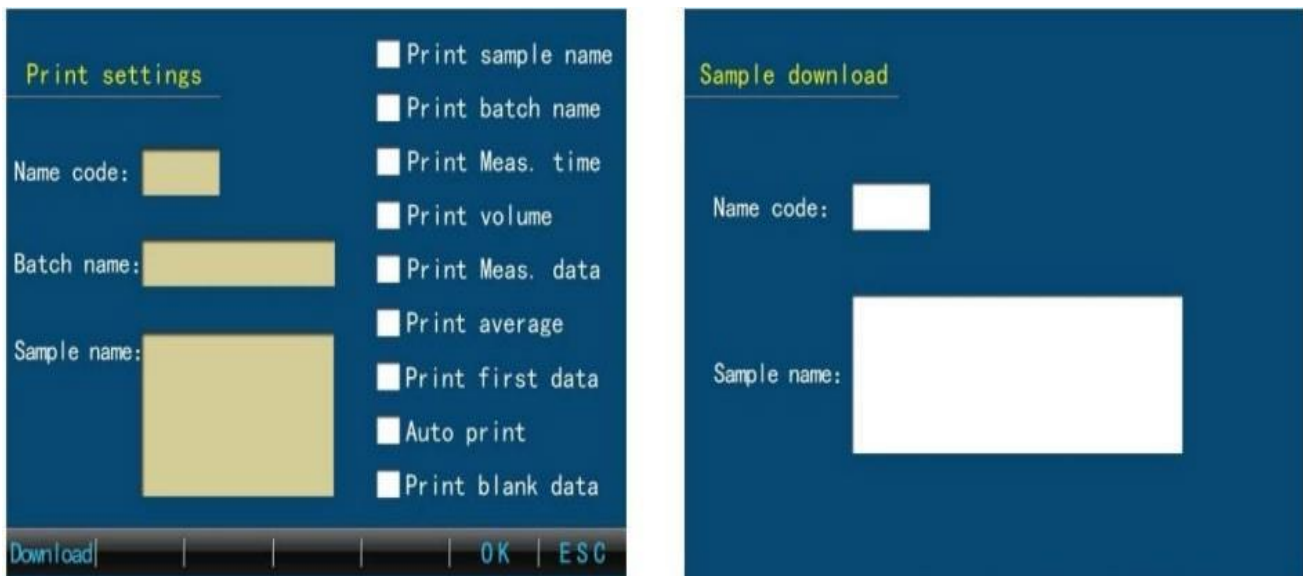 Print settings
Name code:
Batch name:
Sample name:
Print sample name
Print batch name
Print Meas. time
Print volume
Print Meas. data
Print average
Print first data
Auto print
Print blank data
Download
OK
ESC
Sample download
Name code:
Sample name: